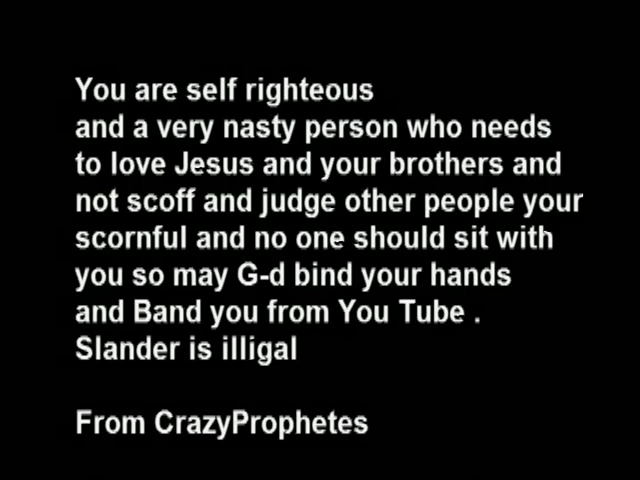 You are self righteous
and a very nasty person who needs
to love Jesus and your brothers and
not scoff and judge other people your
scornful and no one should sit with
you so may G-d bind your hands
and Band you from You Tube .
Slander is illigal
From CrazyProphetes